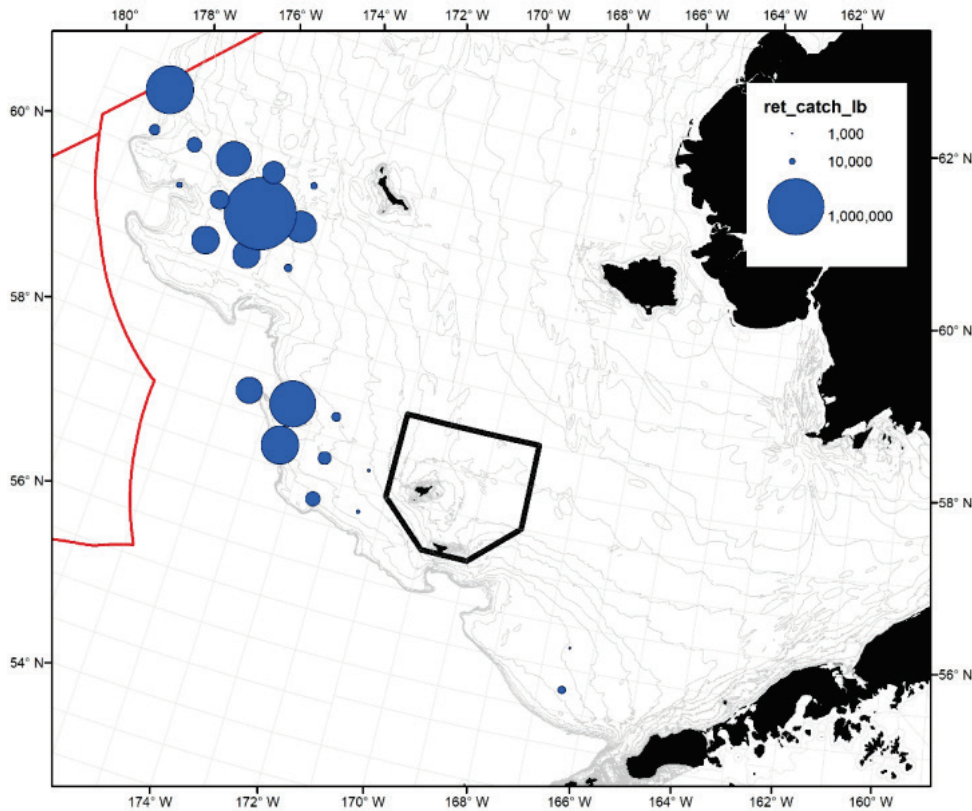 180° 178° W 176° W 174° W 172° W 170° W 168° W 166° W 164° W 162° W
ret_catch_lb
1,000
10,000
1,000,000
60° N
58° N
56° N
54° N
62° N
60° N
58° N
56° N
174° W 172° W 170° W 168° W 166° W 164° W 162° W 160° W